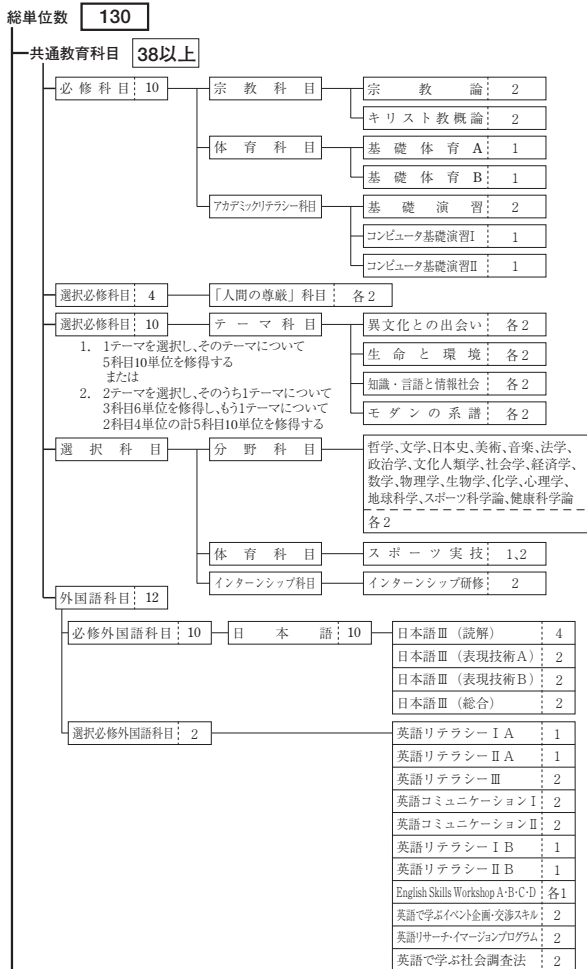 総単位数 130
共通教育科目 38以上
必修科目 10
宗教科目
宗教論 2
キリスト教概論 2
体育科目
基礎体育A 1
基礎体育B 1
アカデミックリテラシー科目
基礎演習 2
コンピュータ基礎演習I 1
コンピュータ基礎演習II 1
選択必修科目 4
「人間の尊厳」科目 各2
選択必修科目 10
テーマ科目
異文化との出会い 各2
生命と環境 各2
知識・言語と情報社会 各2
モダンの系譜 各2
1. 1テーマを選択し、そのテーマについて
5科目10単位を修得する
または
2. 2テーマを選択し、そのうち1テーマについて
3科目6単位を修得し、もう1テーマについて
2科目4単位の計5科目10単位を修得する
選択科目
分野科目
哲学、文学、日本史、美術、音楽、法学、
政治学、文化人類学、社会学、経済学、
数学、物理学、生物学、化学、心理学、
地球科学、スポーツ科学論、健康科学論
各2
体育科目
スポーツ実技 1,2
インターンシップ科目
インターンシップ研修 2
外国語科目 12
必修外国語科目 10
日本語 10
日本語Ⅲ（読解） 4
日本語Ⅲ（表現技術A） 2
日本語Ⅲ（表現技術B） 2
日本語Ⅲ（総合） 2
選択必修外国語科目 2
英語リテラシーⅠA 1
英語リテラシーⅡA 1
英語リテラシーⅢ 2
英語コミュニケーションⅠ 2
英語コミュニケーションⅡ 2
英語リテラシーⅠB 1
英語リテラシーⅡB 1
English Skills Workshop A・B・C・D 各1
英語で学ぶイベント企画・交渉スキル 2
英語リサーチ・イマージョンプログラム 2
英語で学ぶ社会調査法 2